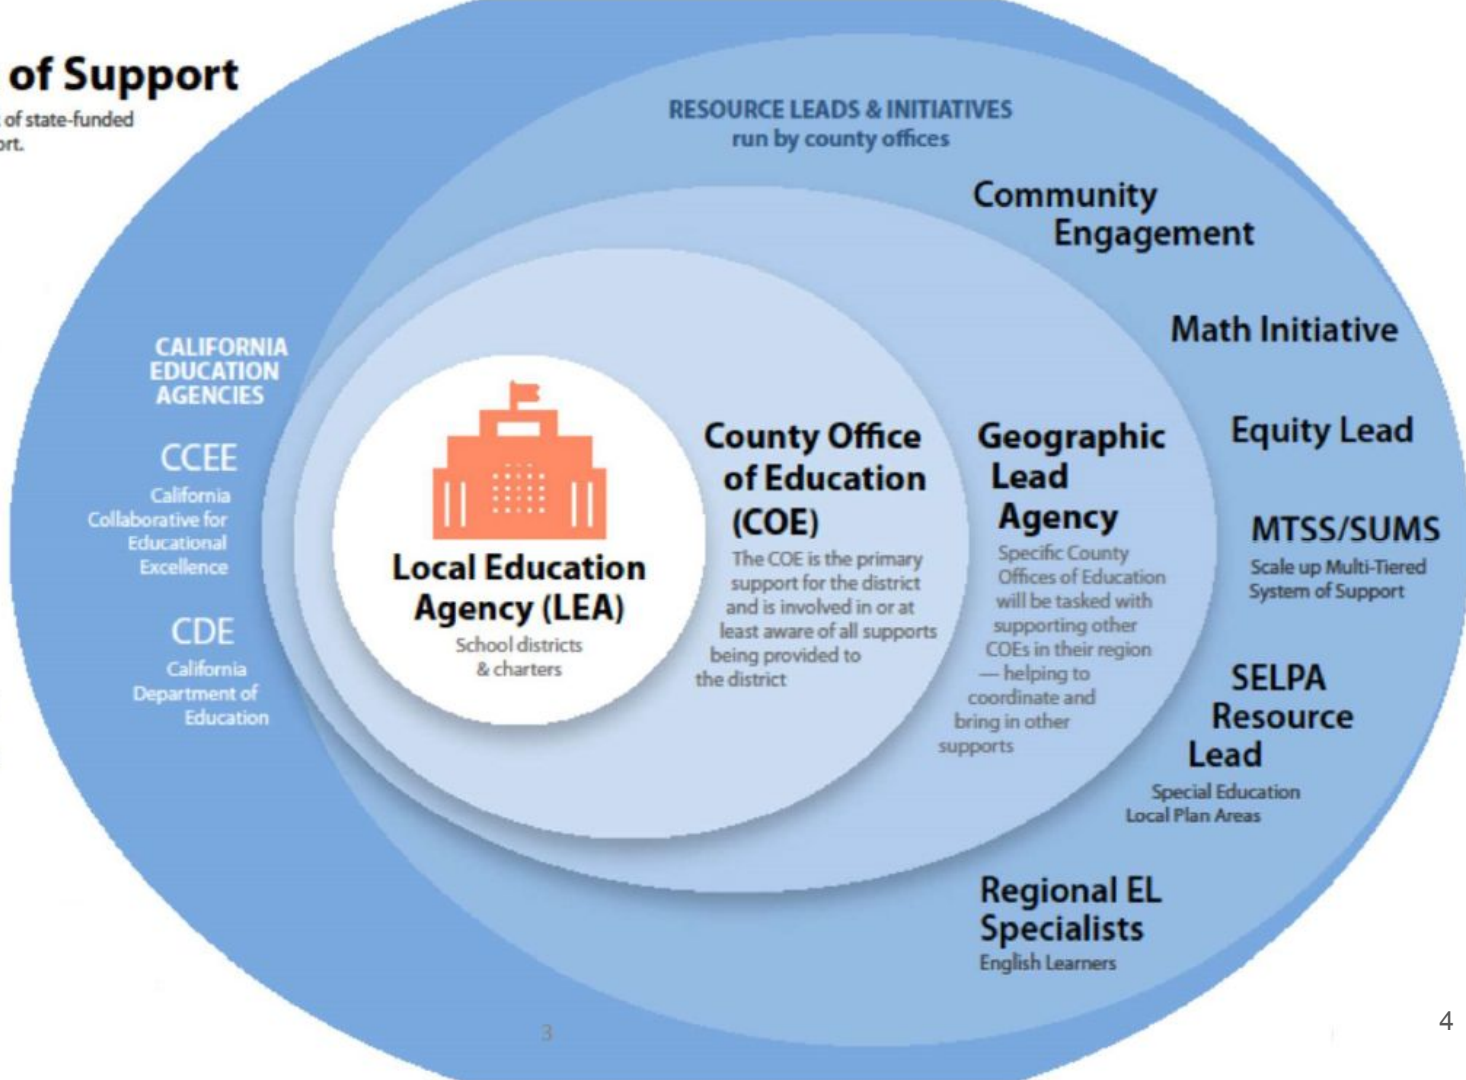 of Support
of state-funded
ort.
RESOURCE LEADS & INITIATIVES
run by county offices
Community
Engagement
Math Initiative
Equity Lead
MTSS/SUMS
Scale up Multi-Tiered
System of Support
SELPA
Resource
Lead
Special Education
Local Plan Areas
Regional EL
Specialists
English Learners
CALIFORNIA
EDUCATION
AGENCIES
CCEE
California
Collaborative for
Educational
Excellence
CDE
California
Department of
Education
Local Education
Agency (LEA)
School districts
& charters
County Office
of Education
(COE)
The COE is the primary
support for the district
and is involved in or at
least aware of all supports
being provided to
the district
Geographic
Lead
Agency
Specific County
Offices of Education
will be tasked with
supporting other
COEs in their region
— helping to
coordinate and
bring in other
supports
3
4